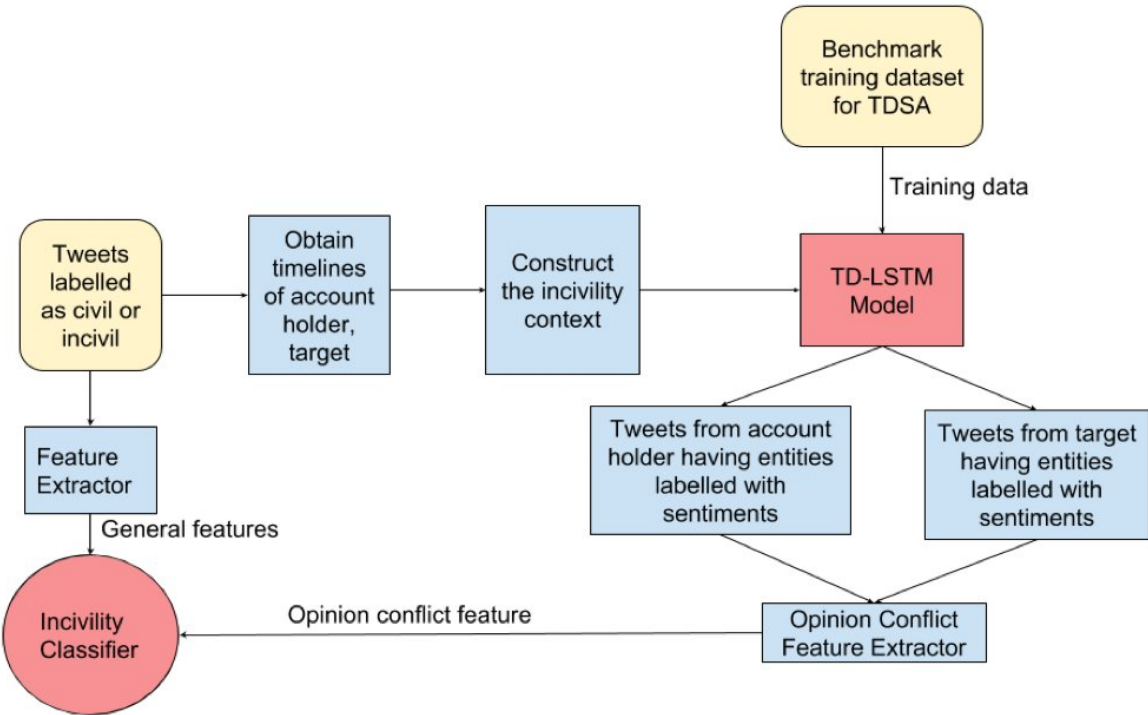 Benchmark
training dataset
for TDSA
Training data
Tweets
labelled
as civil or
incivil
Obtain
timelines
of account
holder,
target
Construct
the incivility
context
TD-LSTM
Model
Tweets from account
holder having entities
labelled with
sentiments
Tweets from target
having entities
labelled with
sentiments
Feature
Extractor
General features
Incivility
Classifier
Opinion conflict feature
Opinion Conflict
Feature Extractor